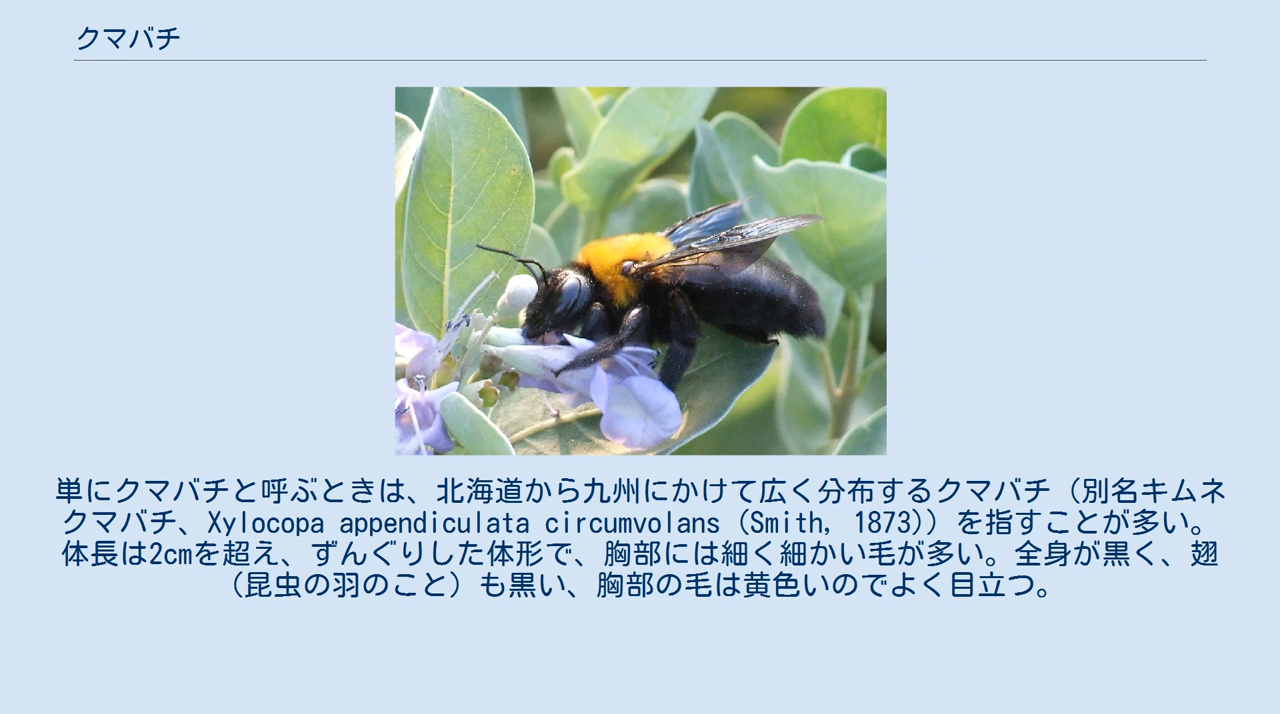 クマバチ
単にクマバチと呼ぶときは、北海道から九州にかけて広く分布するクマバチ（別名キムネ
クマバチ、Xylocopa appendiculata circumvolans（Smith, 1873））を指すことが多い。
体長は2cmを超え、ずんぐりした体形で、胸部には細く細かい毛が多い。全身が黒く、翅
（昆虫の羽のこと）も黒い、胸部の毛は黄色いのでよく目立つ。